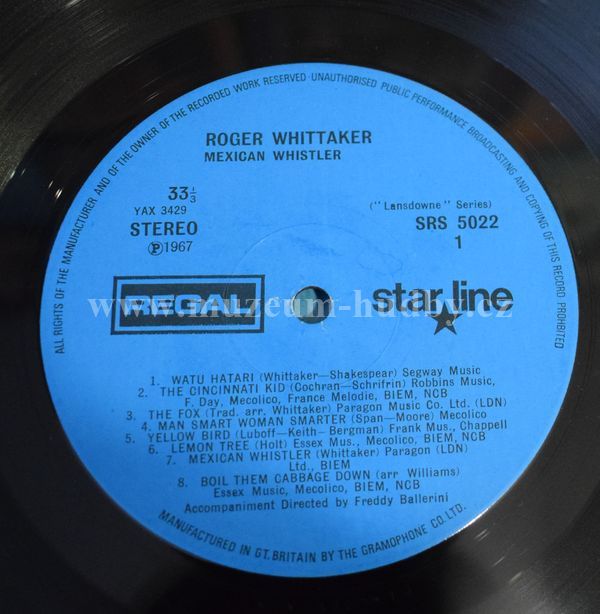 ALL RIGHTS OF THE MANUFACTURER AND OF THE OWNER OF THE RECORDED WORK RESERVED · UNAUTHORISED PUBLIC PERFORMANCE BROADCASTING AND COPYING OF THIS RECORD PROHIBITED
ROGER WHITTAKER
MEXICAN WHISTLER
33 1/3
YAX 3429
STEREO
Ⓟ1967
("Lansdowne" Series)
SRS 5022
1
REGAL
star line
www.muzeum-hudby.cz
1. WATU HATARI (Whittaker—Shakespear) Segway Music
2. THE CINCINNATI KID (Cochran—Schrifrin) Robbins Music,
F. Day, Mecolico, France Melodie, BIEM, NCB
3. THE FOX (Trad. arr. Whittaker) Paragon Music Co. Ltd. (LDN)
4. MAN SMART WOMAN SMARTER (Span—Moore) Mecolico
5. YELLOW BIRD (Luboff—Keith—Bergman) Frank Mus., Chappell
6. LEMON TREE (Holt) Essex Mus., Mecolico, BIEM, NCB
7. MEXICAN WHISTLER (Whittaker) Paragon (LDN)
Ltd., BIEM
8. BOIL THEM CABBAGE DOWN (arr Williams)
Essex Music, Mecolico, BIEM, NCB
Accompaniment Directed by Freddy Ballerini
MANUFACTURED IN GT. BRITAIN BY THE GRAMOPHONE CO. LTD.